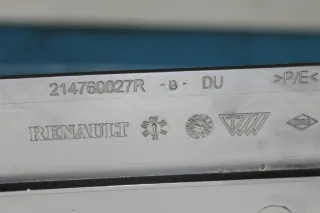 214760027R -B- DU >P/E<
RENAULT